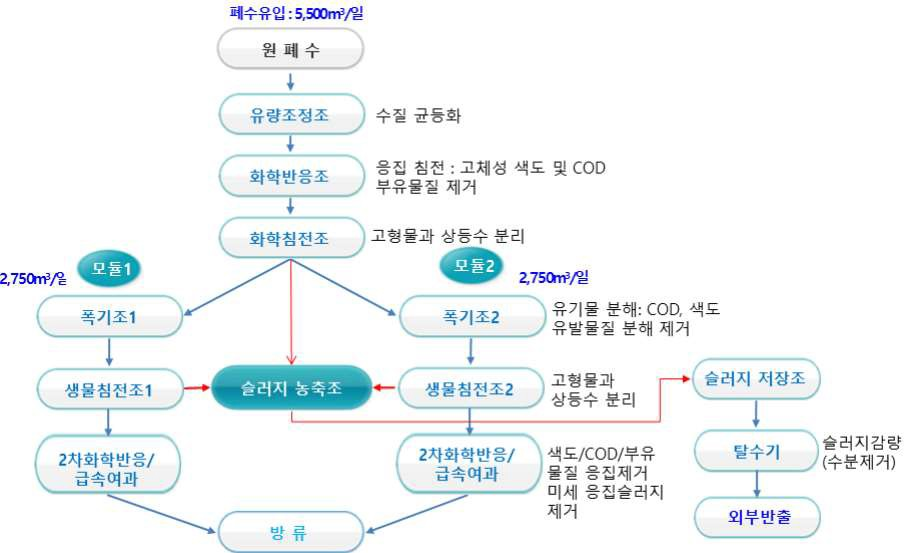 폐수유입 : 5,500m³/일
원 폐 수
유량조정조
수질 균등화
화학반응조
응집 침전 : 고체성 색도 및 COD
부유물질 제거
화학침전조
고형물과 상등수 분리
모듈1
2,750m³/일
모듈2
2,750m³/일
폭기조1
폭기조2
유기물 분해: COD, 색도
유발물질 분해 제거
생물침전조1
슬러지 농축조
생물침전조2
고형물과
상등수 분리
슬러지 저장조
2차화학반응/
급속여과
2차화학반응/
급속여과
색도/COD/부유
물질 응집제거
미세 응집슬러지
제거
탈수기
슬러지감량
(수분제거)
방 류
외부반출